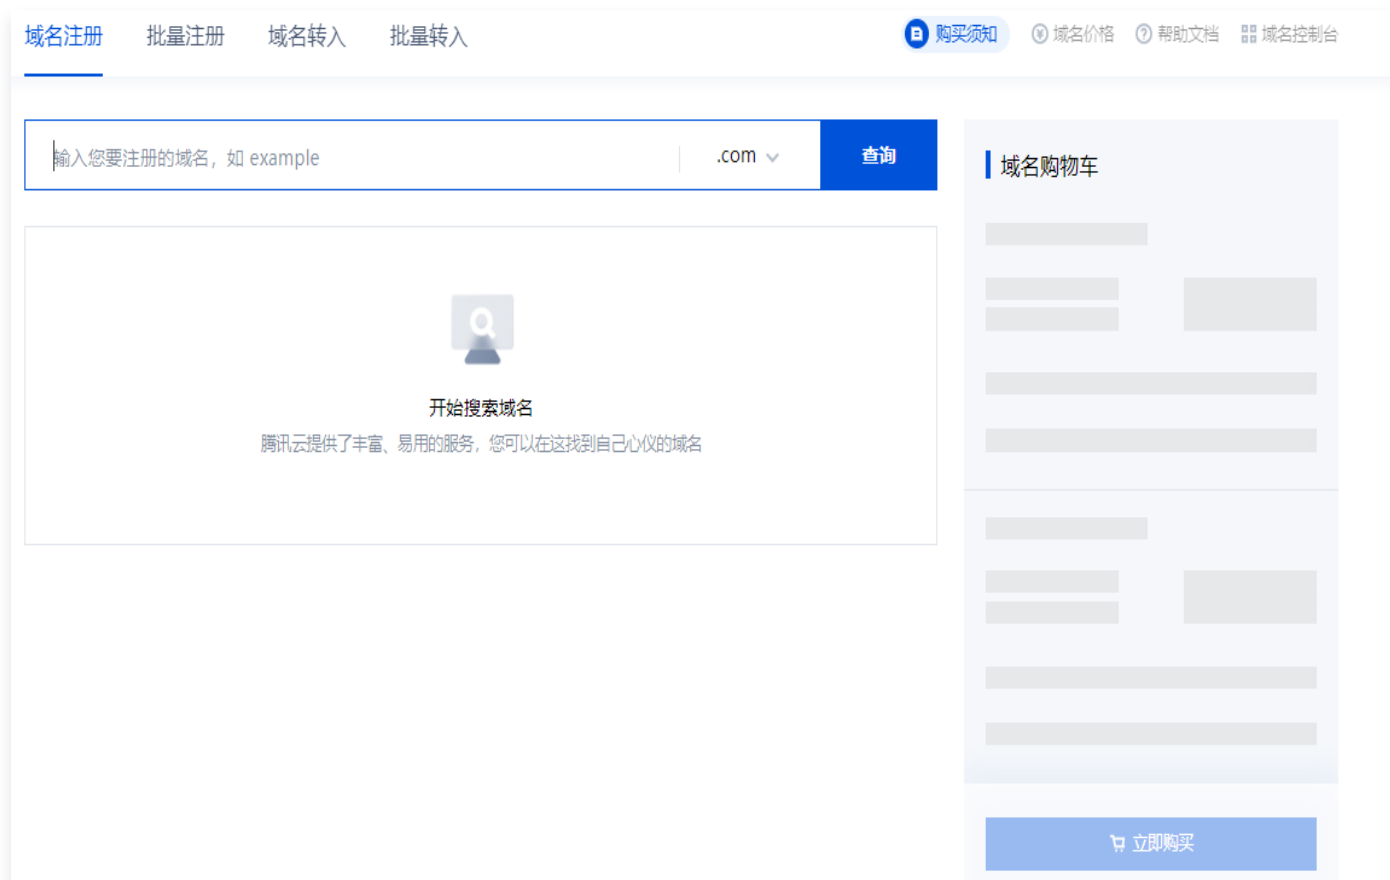 域名注册 批量注册 域名转入 批量转入 购买须知 域名价格 帮助文档 域名控制台
输入您要注册的域名，如 example .com 查询
域名购物车
开始搜索域名
腾讯云提供了丰富、易用的服务，您可以在这找到自己心仪的域名
立即购买